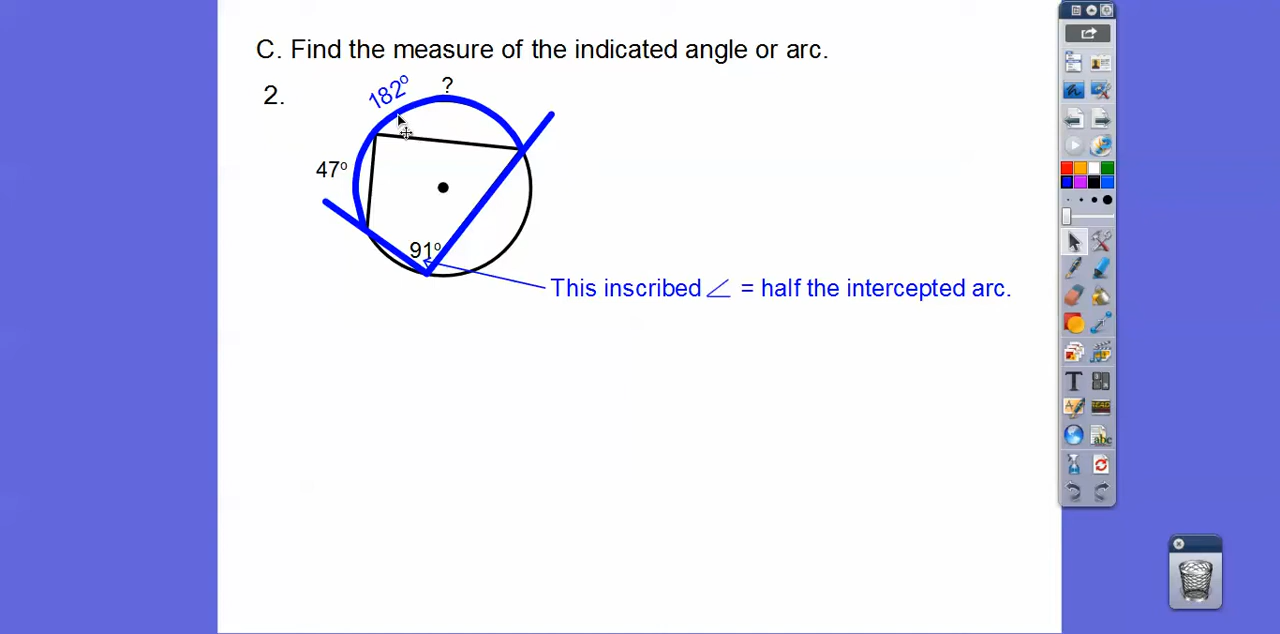 C. Find the measure of the indicated angle or arc.
2.
182°
?
47°
91°
This inscribed ∠ = half the intercepted arc.
T
abc